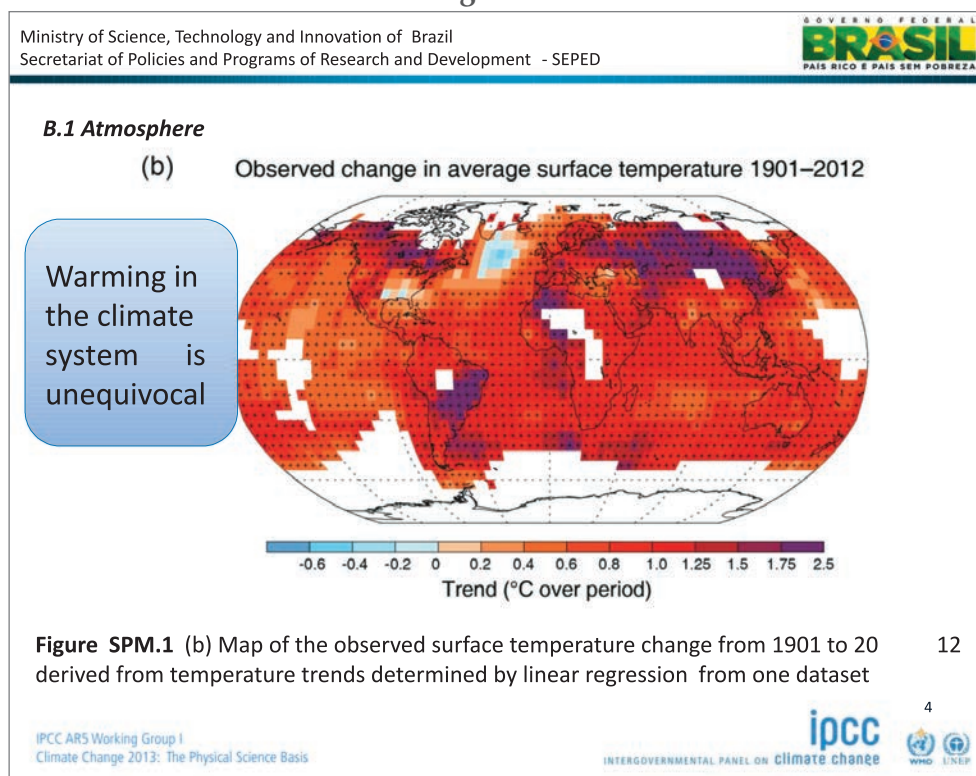 Ministry of Science, Technology and Innovation of Brazil
Secretariat of Policies and Programs of Research and Development - SEPED
GOVERNO FEDERAL
BRASIL
PAÍS RICO É PAÍS SEM POBREZA
B.1 Atmosphere
(b) Observed change in average surface temperature 1901–2012
Warming in
the climate
system is
unequivocal
-0.6 -0.4 -0.2 0 0.2 0.4 0.6 0.8 1.0 1.25 1.5 1.75 2.5
Trend (°C over period)
Figure SPM.1 (b) Map of the observed surface temperature change from 1901 to 20 12
derived from temperature trends determined by linear regression from one dataset
4
IPCC AR5 Working Group I
Climate Change 2013: The Physical Science Basis
ipcc
INTERGOVERNMENTAL PANEL ON climate change
WMO UNEP